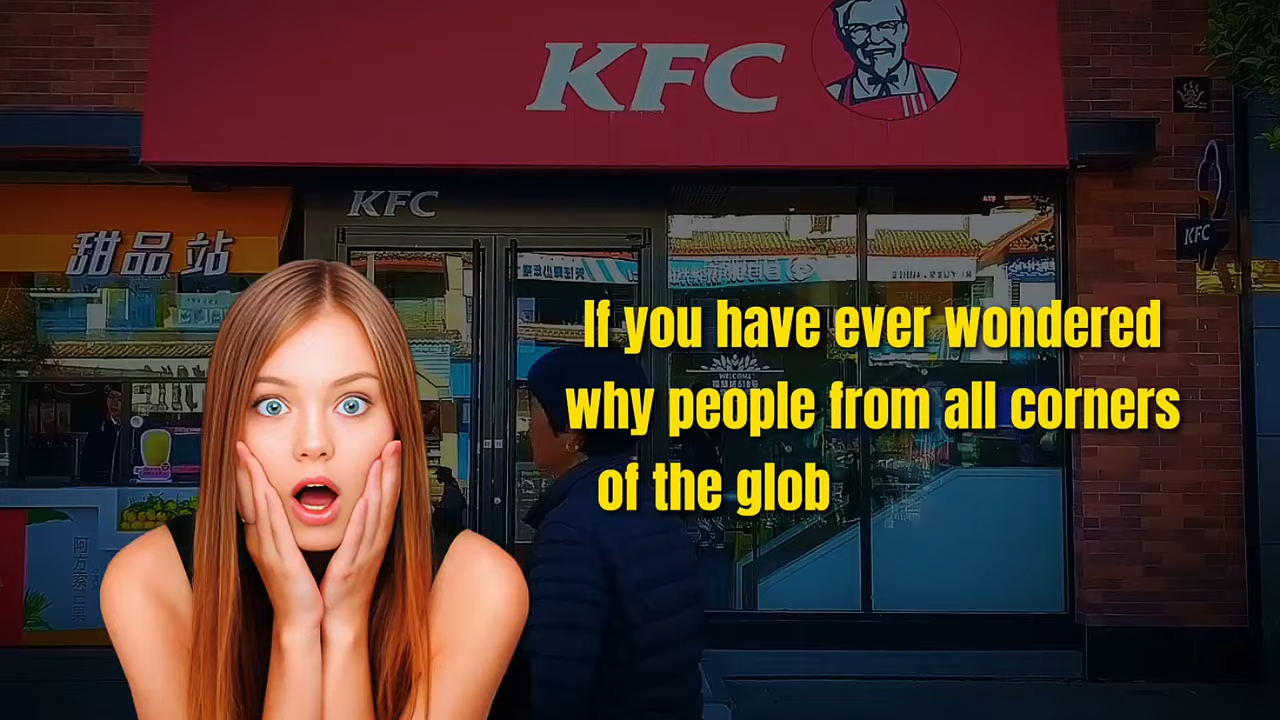 KFC
KFC
甜品站
KFC
If you have ever wondered
why people from all corners
of the glob
WELCOME